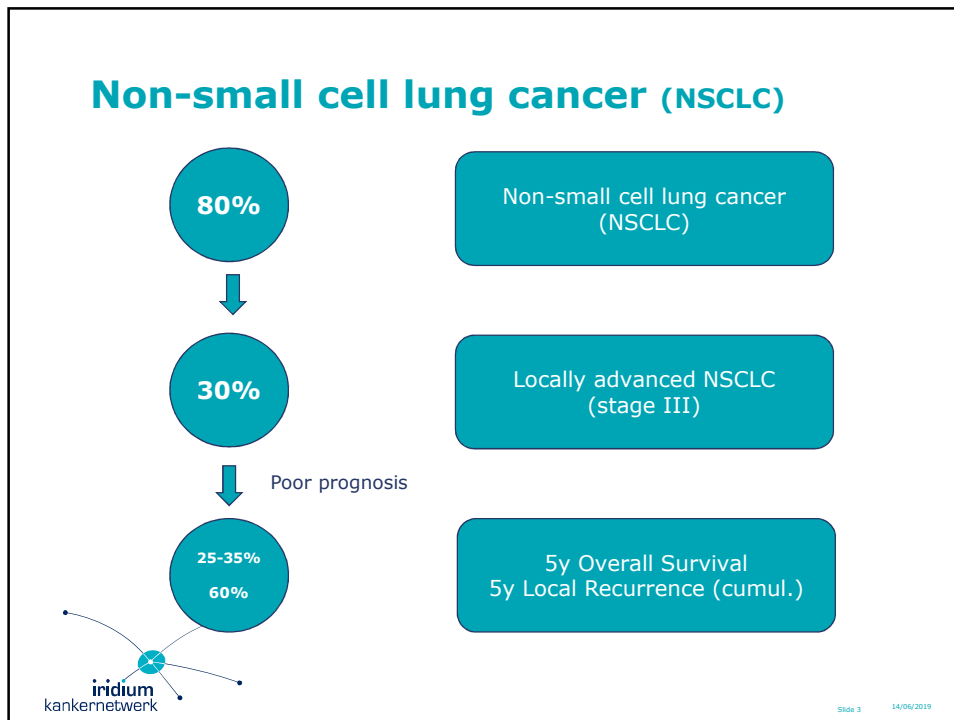 Non-small cell lung cancer (NSCLC)
80%
Non-small cell lung cancer
(NSCLC)
30%
Locally advanced NSCLC
(stage III)
Poor prognosis
25-35%
60%
5y Overall Survival
5y Local Recurrence (cumul.)
iridium
kankernetwerk
Slide 3
14/06/2019